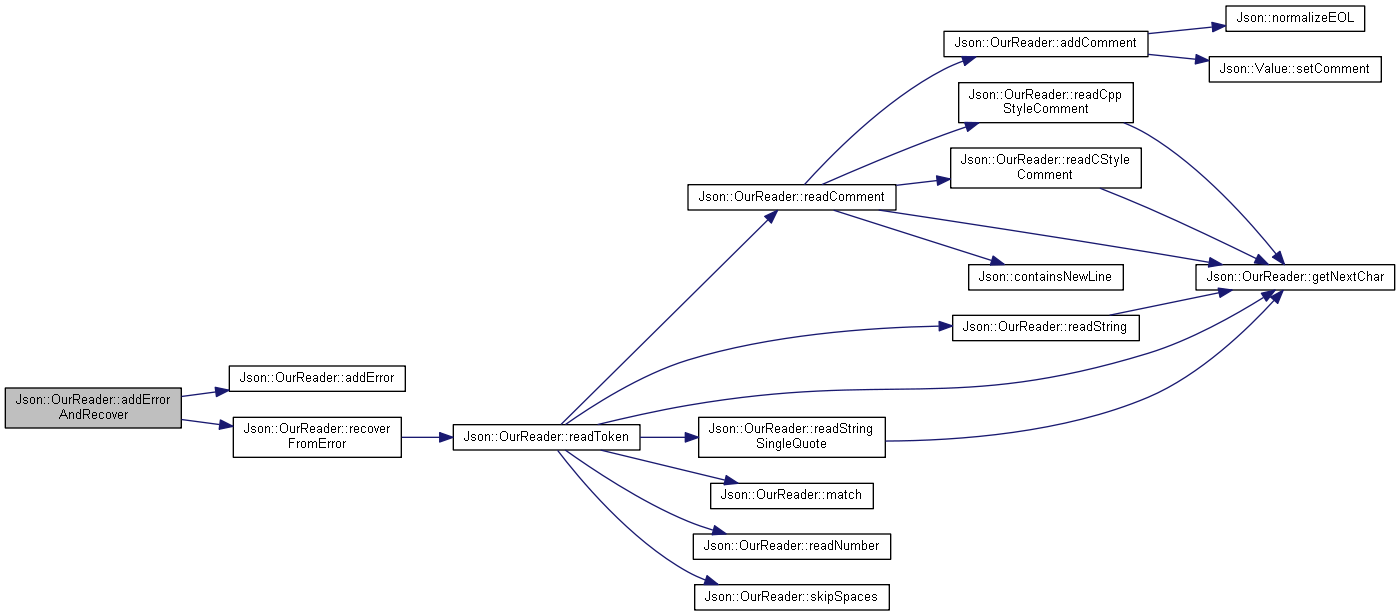 Json::normalizeEOL
Json::OurReader::addComment
Json::Value::setComment
Json::OurReader::readCpp
StyleComment
Json::OurReader::readCStyle
Comment
Json::OurReader::readComment
Json::containsNewLine
Json::OurReader::getNextChar
Json::OurReader::readString
Json::OurReader::addError
Json::OurReader::addError
AndRecover
Json::OurReader::recover
FromError
Json::OurReader::readToken
Json::OurReader::readString
SingleQuote
Json::OurReader::match
Json::OurReader::readNumber
Json::OurReader::skipSpaces